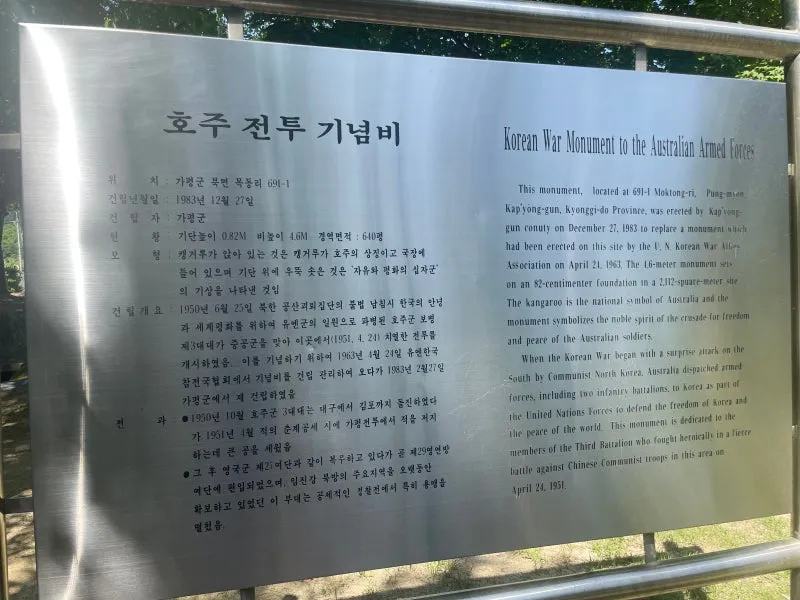 호주 전투 기념비
위 치 : 가평군 북면 목동리 691-1
건립년월일 : 1983년 12월 27일
건 립 자 : 가평군
현 황 : 기단높이 0.82M 비높이 4.6M 경역면적 : 640평
모 형 : 캥거루가 앉아 있는 것은 캥거루가 호주의 상징이고 국장에
들어 있으며 기단 위에 우뚝 솟은 것은 '자유와 평화의 십자군'
의 기상을 나타낸 것임
건립개요 : 1950년 6월 25일 북한 공산괴뢰집단의 불법 남침시 한국의 안녕
과 세계평화를 위하여 유엔군의 일원으로 파병된 호주군 보병
제3대대가 중공군을 맞아 이곳에서(1951. 4. 24) 치열한 전투를
개시하였음. 이를 기념하기 위하여 1963년 4월 24일 유엔한국
참전국협회에서 기념비를 건립 관리하여 오다가 1983년 2월27일
가평군에서 재 건립하였음
전 과 : ●1950년 10월 호주군 3대대는 대구에서 김포까지 돌진하였다
가 1951년 4월 적의 춘계공세 시에 가평전투에서 적을 저지
하는데 큰 공을 세웠음
●그 후 영국군 제27여단과 같이 복무하고 있다가 곧 제29영연방
여단에 편입되었으며, 임진강 북방의 주요지역을 오랫동안
확보하고 있었던 이 부대는 공세적인 정찰전에서 특히 용맹을
떨쳤음.
Korean War Monument to the Australian Armed Forces
This monument, located at 691-1 Moktong-ri, Pung-myon,
Kap'yong-gun, Kyonggi-do Province, was erected by Kap'yong-
gun conuty on December 27, 1983 to replace a monument which
had been erected on this site by the U. N. Korean War Allies
Association on April 24, 1963. The 4.6-meter monument sets
on an 82-centimenter foundation in a 2,112-square-meter site
The kangaroo is the national symbol of Australia and the
monument symbolizes the noble spirit of the crusade for freedom
and peace of the Australian soldiers.
When the Korean War began with a surprise attack on the
South by Communist North Korea, Australia dispatched armed
forces, including two infantry battalions, to Korea as part of
the United Nations Forces to defend the freedom of Korea and
the peace of the world. This monument is dedicated to the
members of the Third Battalion who fought heroically in a fierce
battle against Chinese Communist troops in this area on
April 24, 1951.